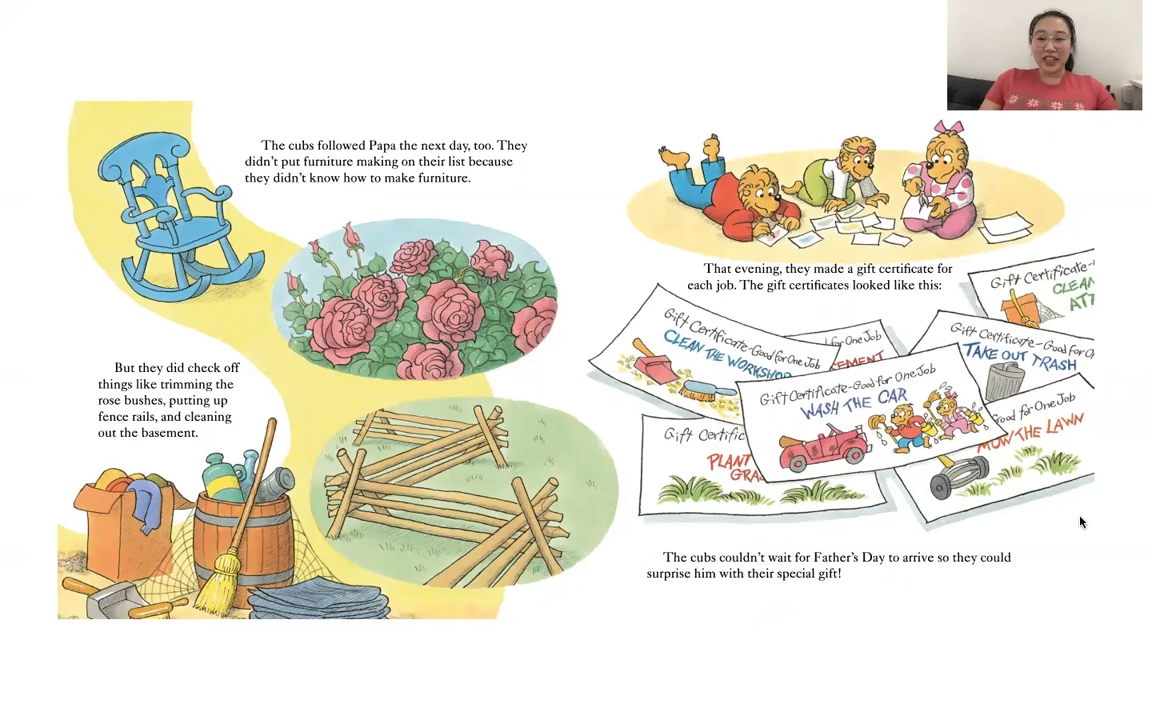 The cubs followed Papa the next day, too. They
didn't put furniture making on their list because
they didn't know how to make furniture.
But they did check off
things like trimming the
rose bushes, putting up
fence rails, and cleaning
out the basement.
That evening, they made a gift certificate for
each job. The gift certificates looked like this:
Gift Certificate-
CLEAN
Gift Certificate-Good for One Job
CLEAN THE WORKSHOP
for One Job
Gift Certificate-Good for O
TAKE OUT TRASH
Gift Certificate-Good for One Job
WASH THE CAR
Good for One Job
MOW THE LAWN
Gift Certific
PLANT
GRA
The cubs couldn't wait for Father's Day to arrive so they could
surprise him with their special gift!